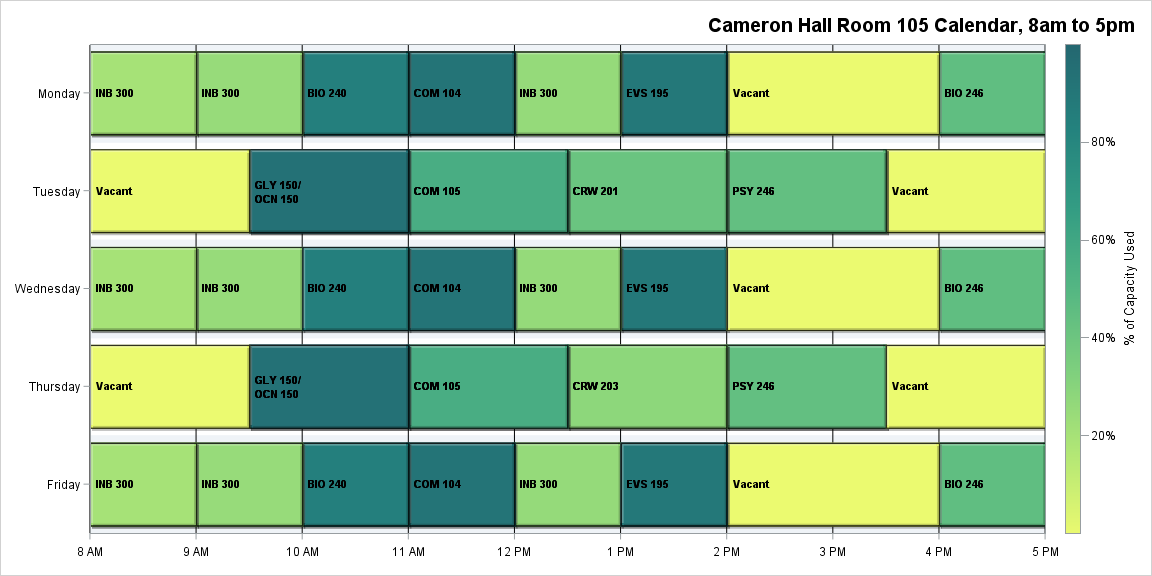 Cameron Hall Room 105 Calendar, 8am to 5pm
Monday
INB 300
INB 300
BIO 240
COM 104
INB 300
EVS 195
Vacant
BIO 246
Tuesday
Vacant
GLY 150/
OCN 150
COM 105
CRW 201
PSY 246
Vacant
Wednesday
INB 300
INB 300
BIO 240
COM 104
INB 300
EVS 195
Vacant
BIO 246
Thursday
Vacant
GLY 150/
OCN 150
COM 105
CRW 203
PSY 246
Vacant
Friday
INB 300
INB 300
BIO 240
COM 104
INB 300
EVS 195
Vacant
BIO 246
8 AM
9 AM
10 AM
11 AM
12 PM
1 PM
2 PM
3 PM
4 PM
5 PM
80%
60%
40%
20%
% of Capacity Used